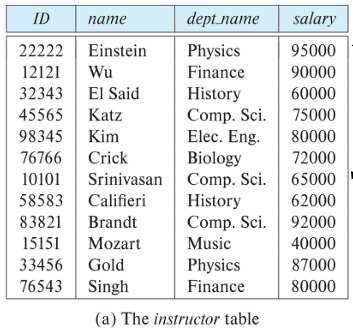 ID name dept_name salary
22222 Einstein Physics 95000
12121 Wu Finance 90000
32343 El Said History 60000
45565 Katz Comp. Sci. 75000
98345 Kim Elec. Eng. 80000
76766 Crick Biology 72000
10101 Srinivasan Comp. Sci. 65000
58583 Califieri History 62000
83821 Brandt Comp. Sci. 92000
15151 Mozart Music 40000
33456 Gold Physics 87000
76543 Singh Finance 80000
(a) The instructor table